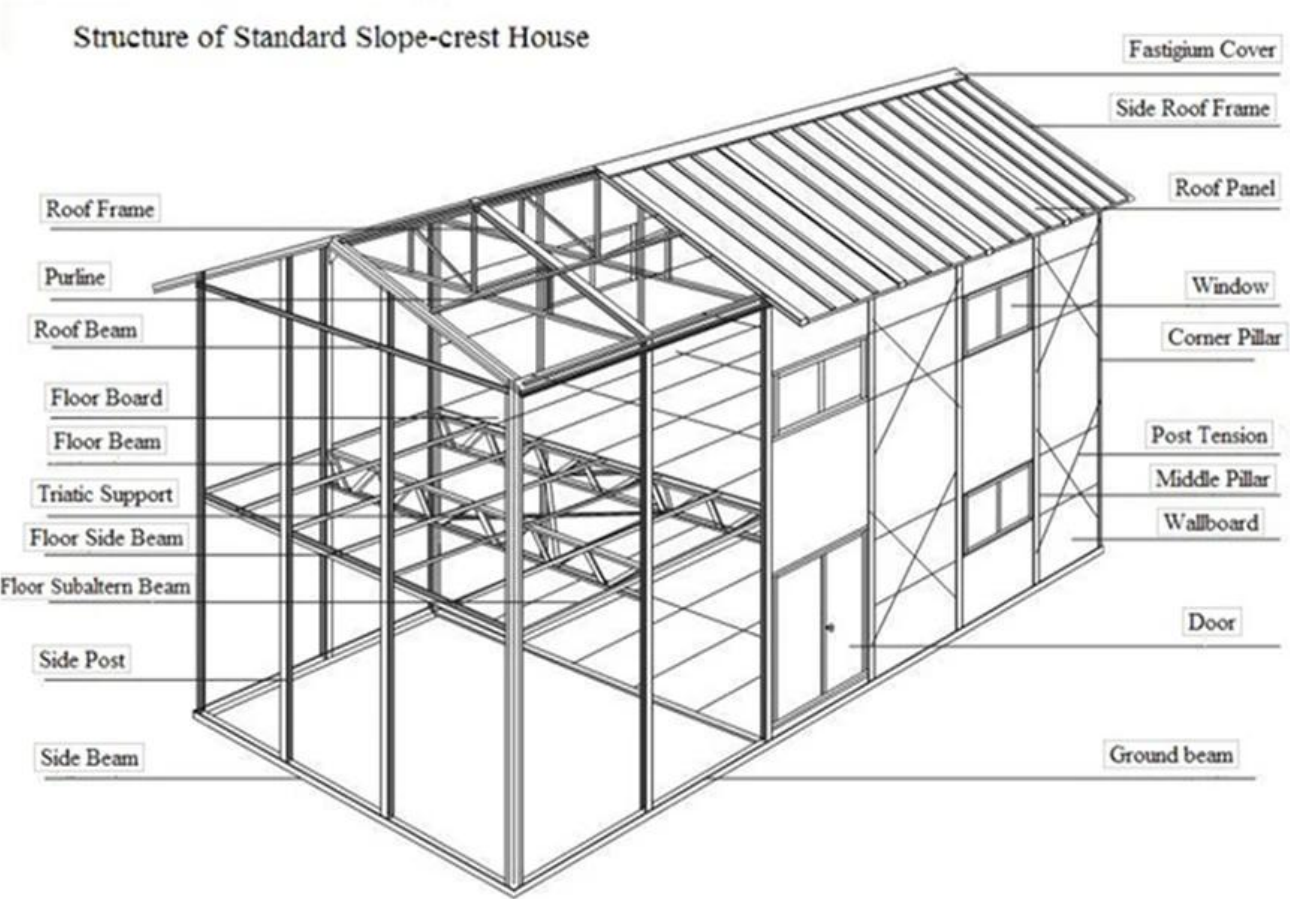 Structure of Standard Slope-crest House
Roof Frame
Purline
Roof Beam
Floor Board
Floor Beam
Triatic Support
Floor Side Beam
Floor Subaltern Beam
Side Post
Side Beam
Fastigium Cover
Side Roof Frame
Roof Panel
Window
Corner Pillar
Post Tension
Middle Pillar
Wallboard
Door
Ground beam